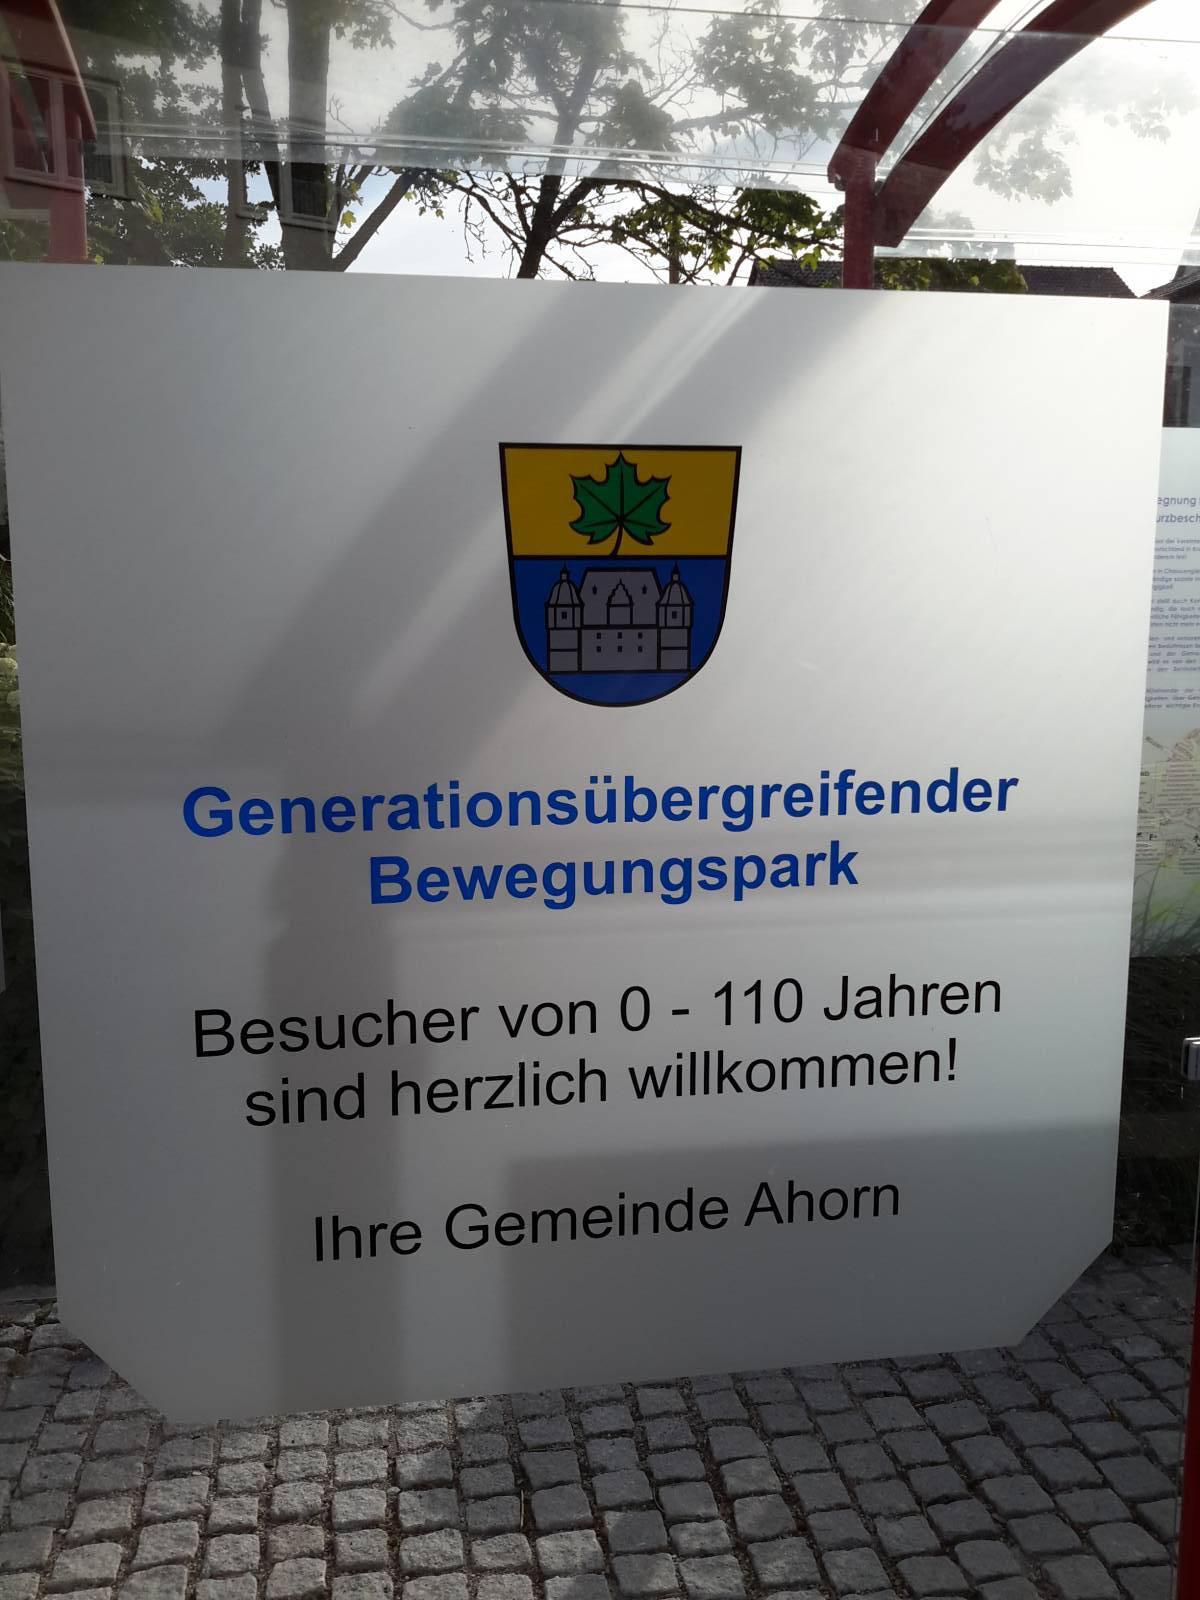 Generationsübergreifender
Bewegungspark
Besucher von 0 - 110 Jahren
sind herzlich willkommen!
Ihre Gemeinde Ahorn